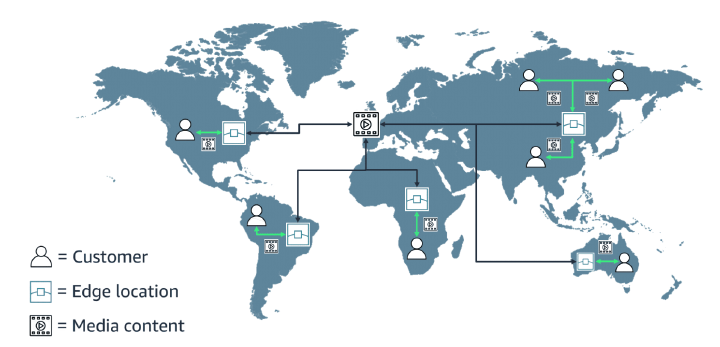 = Customer
= Edge location
= Media content